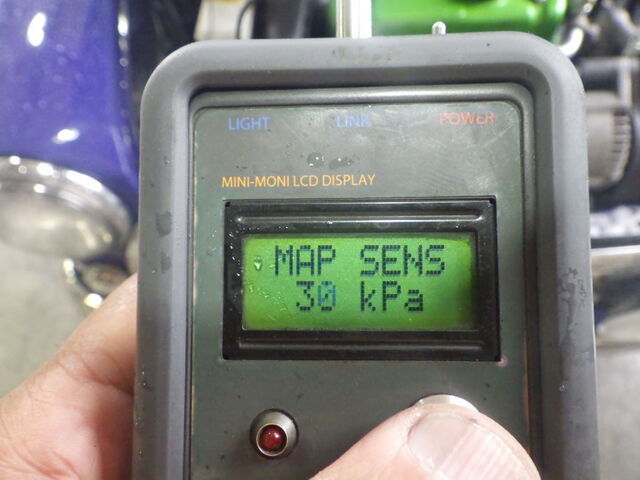 LIGHT LINK POWER
MINI-MONI LCD DISPLAY
MAP SENS
30 kPa